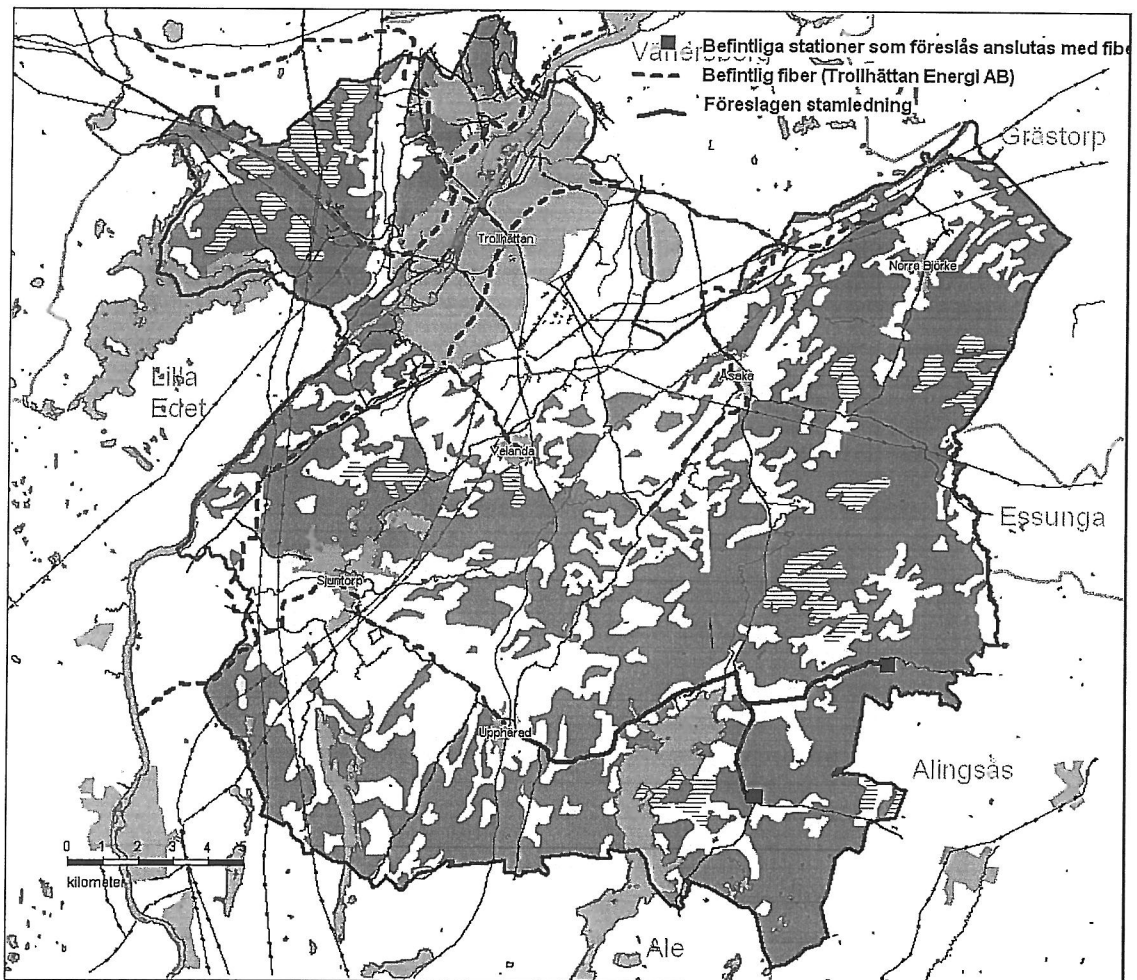 Vänersborg
Befintliga stationer som föreslås anslutas med fibe
Befintlig fiber (Trollhättan Energi AB)
Föreslagen stamledning
Grästorp
Trollhättan
Norra Björke
Lilla
Edet
Åsaka
Velanda
Essunga
Sjuntorp
Upphärad
Alingsås
0 1 2 3 4 5
kilometer
Ale